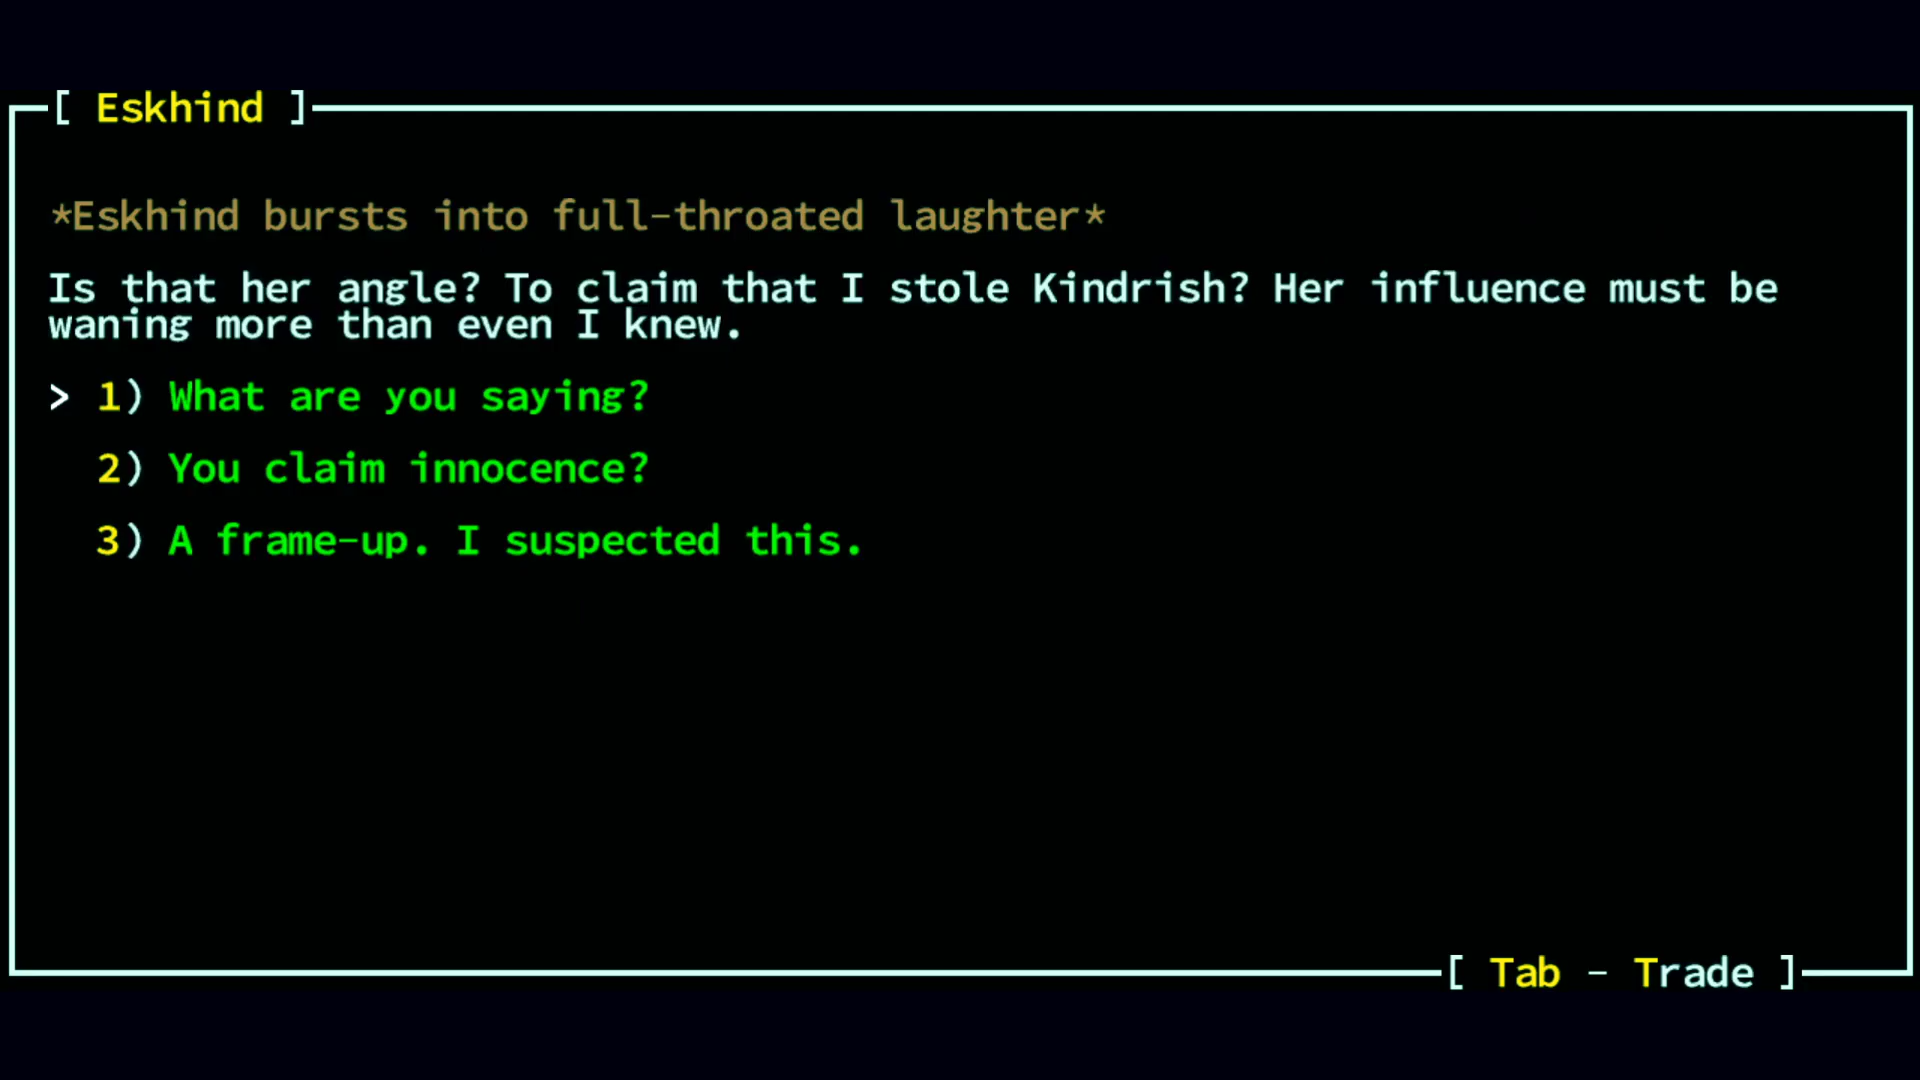 [ Eskhind ]
*Eskhind bursts into full-throated laughter*
Is that her angle? To claim that I stole Kindrish? Her influence must be
waning more than even I knew.
> 1) What are you saying?
2) You claim innocence?
3) A frame-up. I suspected this.
[ Tab - Trade ]